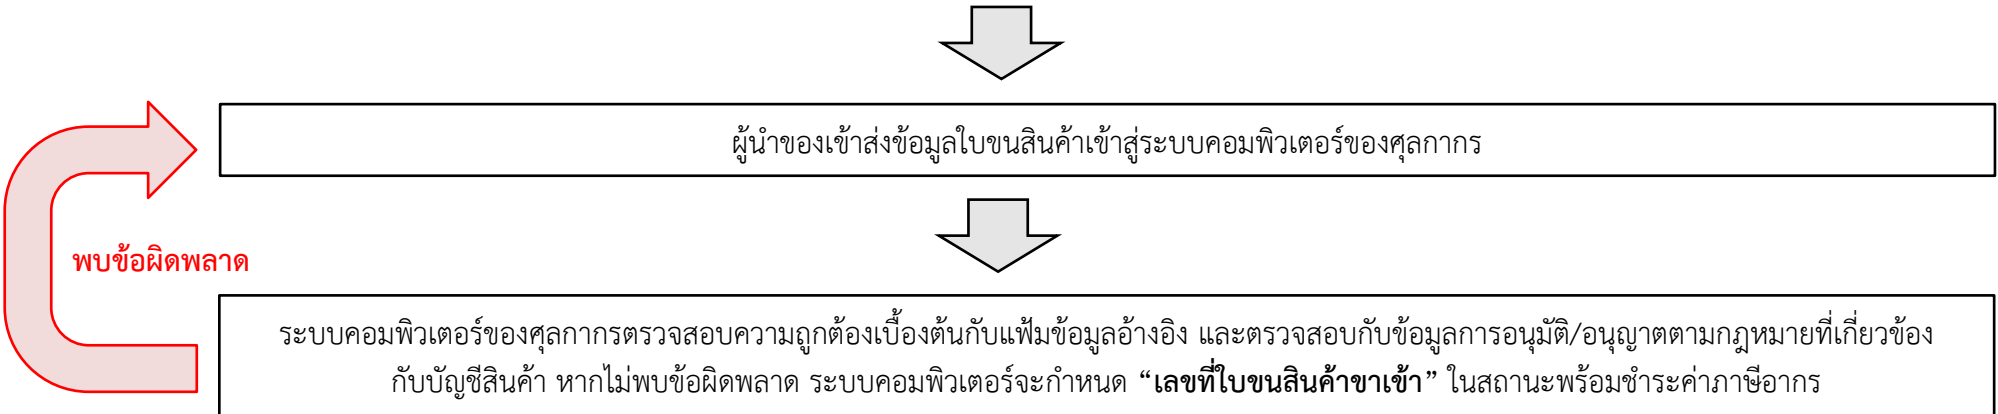 ผู้นำของเข้าส่งข้อมูลใบขนสินค้าเข้าสู่ระบบคอมพิวเตอร์ของศุลกากร
พบข้อผิดพลาด
ระบบคอมพิวเตอร์ของศุลกากรตรวจสอบความถูกต้องเบื้องต้นกับแฟ้มข้อมูลอ้างอิง และตรวจสอบกับข้อมูลการอนุมัติ/อนุญาตตามกฎหมายที่เกี่ยวข้อง
กับบัญชีสินค้า หากไม่พบข้อผิดพลาด ระบบคอมพิวเตอร์จะกำหนด “เลขที่ใบขนสินค้าขาเข้า” ในสถานะพร้อมชำระค่าภาษีอากร